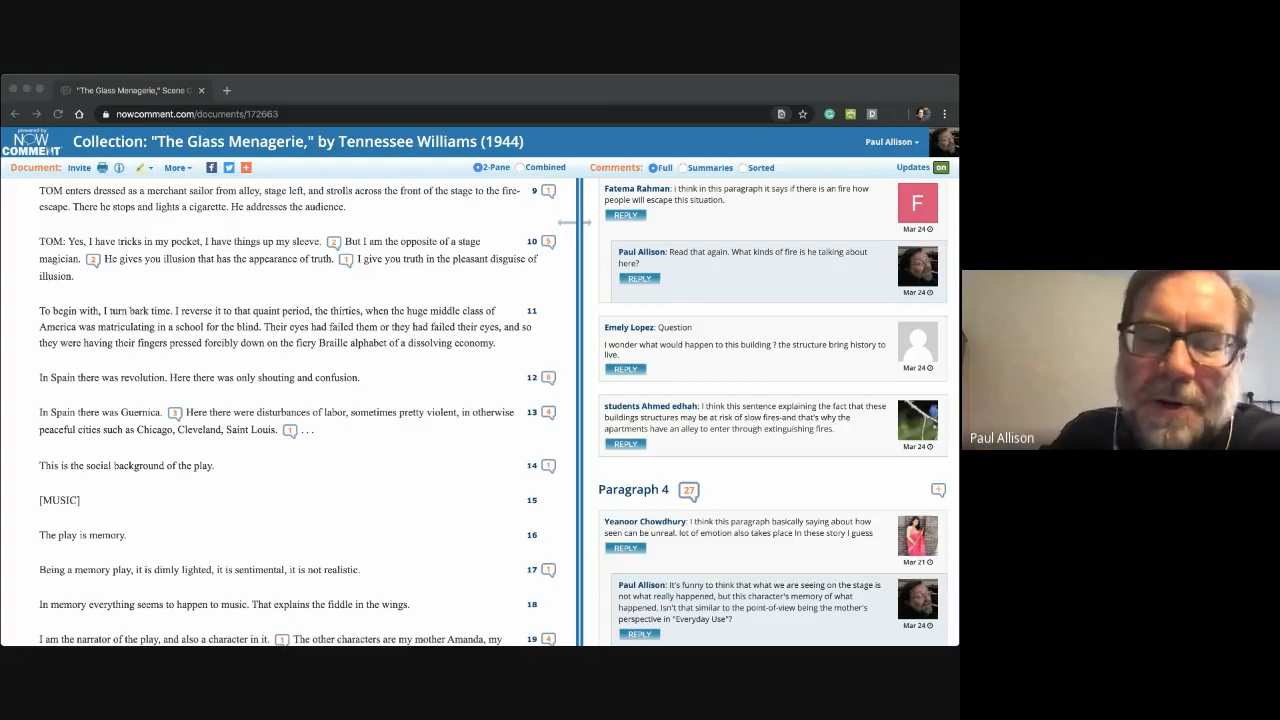 "The Glass Menagerie," Scene O
nowcomment.com/documents/172663
powered by
NOW
COMMENT
Collection: "The Glass Menagerie," by Tennessee Williams (1944)
Paul Allison
Document: Invite More 2-Pane Combined
Comments: Full Summaries Sorted Updates on
TOM enters dressed as a merchant sailor from alley, stage left, and strolls across the front of the stage to the fire- 9 1
escape. There he stops and lights a cigarette. He addresses the audience.
TOM: Yes, I have tricks in my pocket, I have things up my sleeve. 2 But I am the opposite of a stage 10 5
magician. 2 He gives you illusion that has the appearance of truth. 1 I give you truth in the pleasant disguise of
illusion.
To begin with, I turn bark time. I reverse it to that quaint period, the thirties, when the huge middle class of 11
America was matriculating in a school for the blind. Their eyes had failed them or they had failed their eyes, and so
they were having their fingers pressed forcibly down on the fiery Braille alphabet of a dissolving economy.
In Spain there was revolution. Here there was only shouting and confusion. 12 6
In Spain there was Guernica. 3 Here there were disturbances of labor, sometimes pretty violent, in otherwise 13 4
peaceful cities such as Chicago, Cleveland, Saint Louis. 1 . . .
This is the social background of the play. 14 1
[MUSIC] 15
The play is memory. 16
Being a memory play, it is dimly lighted, it is sentimental, it is not realistic. 17 1
In memory everything seems to happen to music. That explains the fiddle in the wings. 18
I am the narrator of the play, and also a character in it. 1 The other characters are my mother Amanda, my 19 4
Fatema Rahman: i think in this paragraph it says if there is an fire how
people will escape this situation.
REPLY
F
Mar 24
Paul Allison: Read that again. What kinds of fire is he talking about
here?
REPLY
Mar 24
Emely Lopez: Question
I wonder what would happen to this building ? the structure bring history to
live.
REPLY
Mar 24
students Ahmed edhah: I think this sentence explaining the fact that these
buildings structures may be at risk of slow fires-and that's why the
apartments have an alley to enter through extinguishing fires.
REPLY
Mar 24
Paragraph 4 27
Yeanoor Chowdhury: I think this paragraph basically saying about how
seen can be unreal. lot of emotion also takes place In these story I guess
REPLY
Mar 21
Paul Allison: It's funny to think that what we are seeing on the stage is
not what really happened, but this character's memory of what
happened. Isn't that similar to the point-of-view being the mother's
perspective in "Everyday Use"?
REPLY
Mar 24
Paul Allison